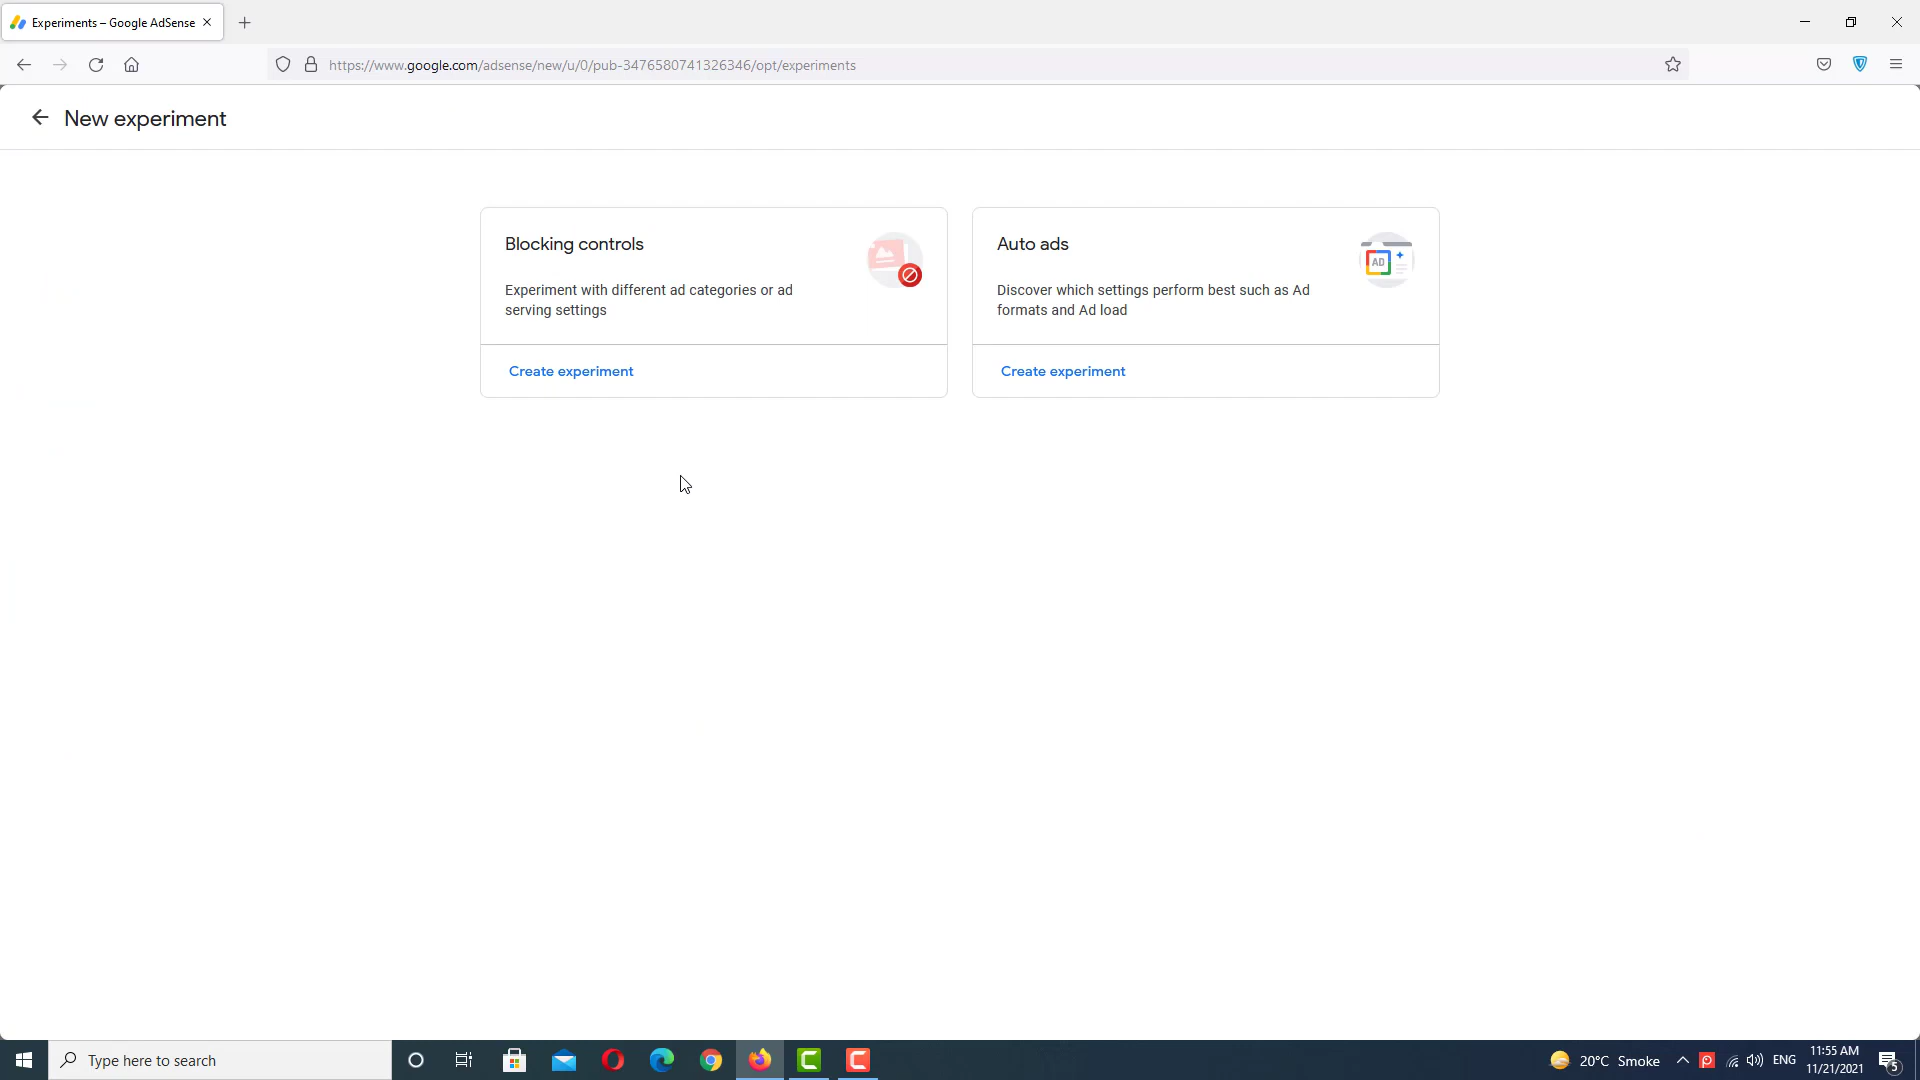 Experiments – Google AdSense
https://www.google.com/adsense/new/u/0/pub-3476580741326346/opt/experiments
New experiment
Blocking controls
Experiment with different ad categories or ad
serving settings
Create experiment
Auto ads
AD
Discover which settings perform best such as Ad
formats and Ad load
Create experiment
Type here to search
20°C Smoke
ENG
11:55 AM
11/21/2021
5